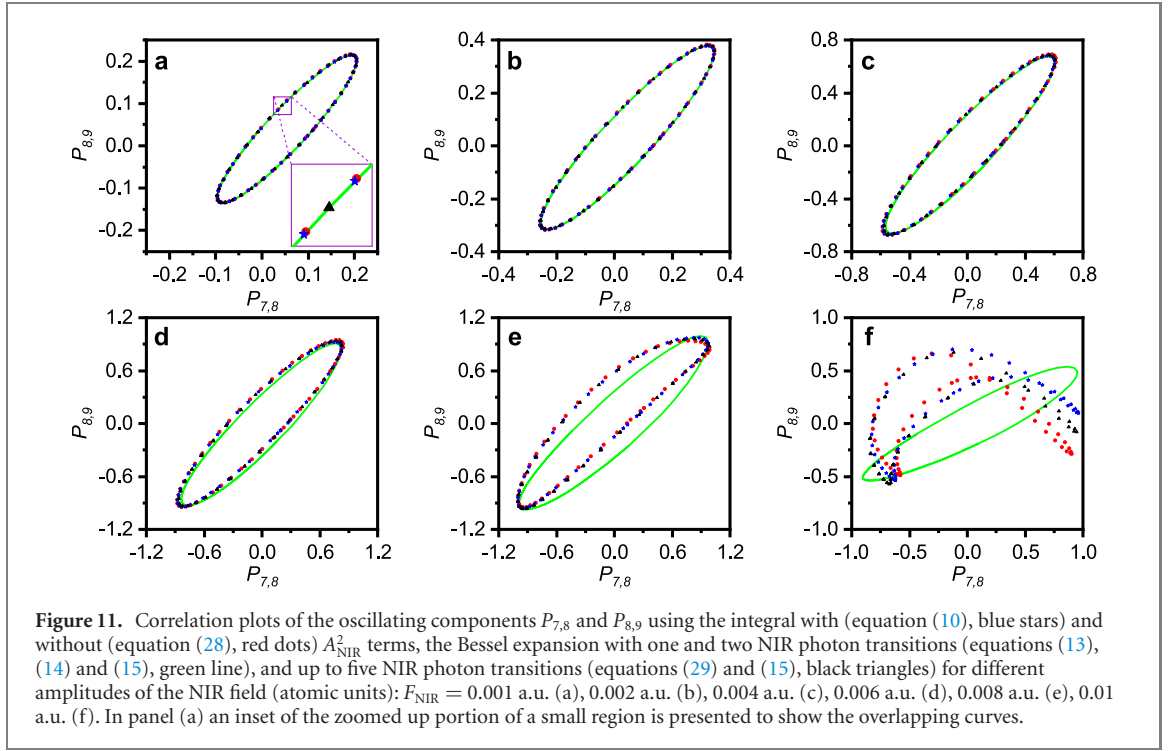 a
b
c
0.2
0.1
0.0
-0.1
-0.2
P8,9
-0.2 -0.1 0.0 0.1 0.2
P7,8
0.4
0.2
0.0
-0.2
-0.4
P8,9
-0.4 -0.2 0.0 0.2 0.4
P7,8
0.8
0.4
0.0
-0.4
-0.8
P8,9
-0.8 -0.4 0.0 0.4 0.8
P7,8
d
e
f
1.2
0.6
0.0
-0.6
-1.2
P8,9
-1.2 -0.6 0.0 0.6 1.2
P7,8
1.2
0.6
0.0
-0.6
-1.2
P8,9
-1.2 -0.6 0.0 0.6 1.2
P7,8
1.0
0.5
0.0
-0.5
-1.0
P8,9
-1.0 -0.5 0.0 0.5 1.0
P7,8
Figure 11. Correlation plots of the oscillating components P7,8 and P8,9 using the integral with (equation (10), blue stars) and
without (equation (28), red dots) A²NIR terms, the Bessel expansion with one and two NIR photon transitions (equations (13),
(14) and (15), green line), and up to five NIR photon transitions (equations (29) and (15), black triangles) for different
amplitudes of the NIR field (atomic units): FNIR = 0.001 a.u. (a), 0.002 a.u. (b), 0.004 a.u. (c), 0.006 a.u. (d), 0.008 a.u. (e), 0.01
a.u. (f). In panel (a) an inset of the zoomed up portion of a small region is presented to show the overlapping curves.